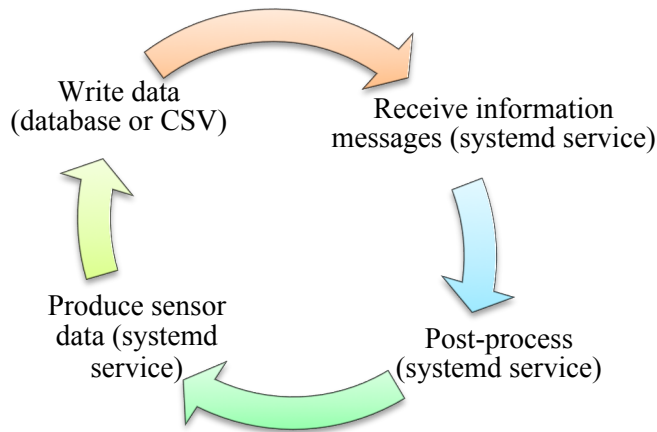 Write data
(database or CSV)
Receive information
messages (systemd service)
Post-process
(systemd service)
Produce sensor
data (systemd
service)